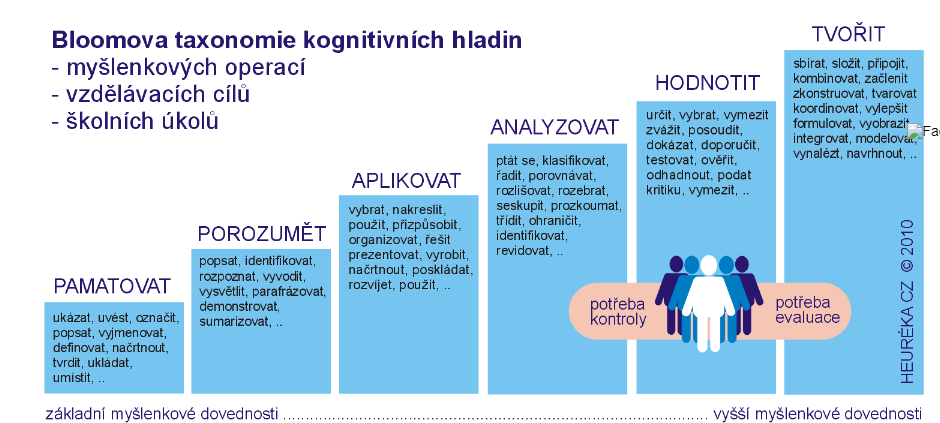 Bloomova taxonomie kognitivních hladin
- myšlenkových operací
- vzdělávacích cílů
- školních úkolů
PAMATOVAT
ukázat, uvést, označit,
popsat, vyjmenovat,
definovat, načrtnout,
tvrdit, ukládat,
umístit, ..
POROZUMĚT
popsat, identifikovat,
rozpoznat, vyvodit,
vysvětlit, parafrázovat,
demonstrovat,
sumarizovat, ..
APLIKOVAT
vybrat, nakreslit,
použít, přizpůsobit,
organizovat, řešit
prezentovat, vyrobit,
načrtnout, poskládat,
rozvíjet, použít, ..
ANALYZOVAT
ptát se, klasifikovat,
řadit, porovnávat,
rozlišovat, rozebrat,
seskupit, prozkoumat,
třídit, ohraničit,
identifikovat,
revidovat, ..
HODNOTIT
určit, vybrat, vymezit
zvážit, posoudit,
dokázat, doporučit,
testovat, ověřit,
odhadnout, podat
kritiku, vymezit, ..
TVOŘIT
sbírat, složit, připojit,
kombinovat, začlenit
zkonstruovat, tvarovat
koordinovat, vylepšit
formulovat, vyobrazit,
integrovat, modelovat,
vynalézt, navrhnout, ..
Fac
potřeba
kontroly
potřeba
evaluace
HEURÉKA CZ © 2010
základní myšlenkové dovednosti ................................................................................................ vyšší myšlenkové dovednosti